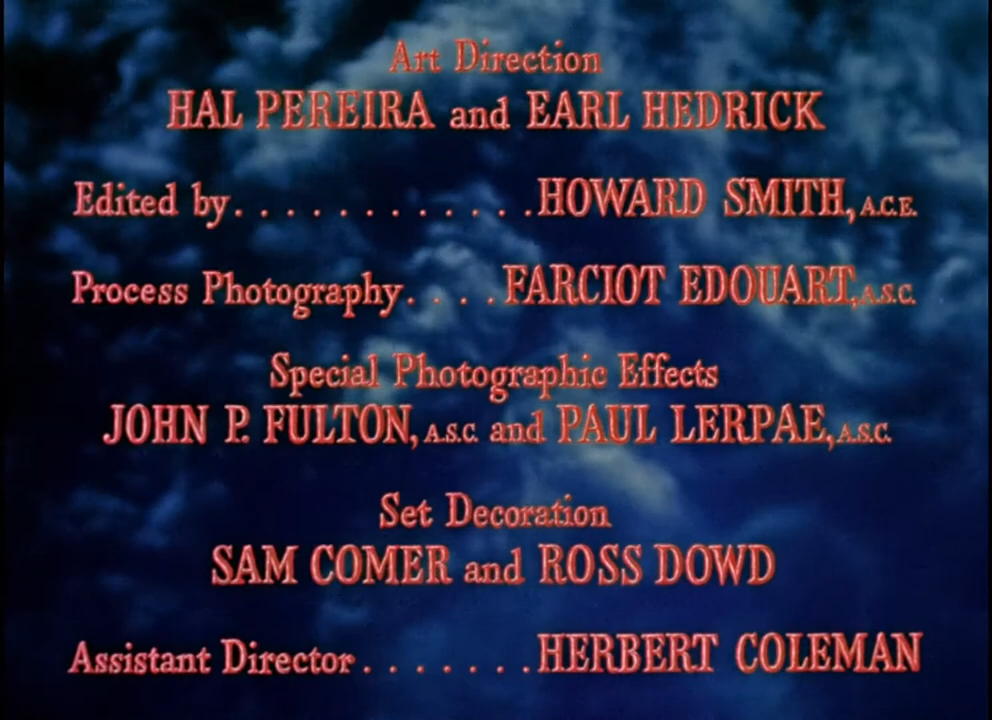 Art Direction
HAL PEREIRA and EARL HEDRICK
Edited by. . . . . . . . . . . . .HOWARD SMITH, A.C.E.
Process Photography. . . . .FARCIOT EDOUART, A.S.C.
Special Photographic Effects
JOHN P. FULTON, A.S.C. and PAUL LERPAE, A.S.C.
Set Decoration
SAM COMER and ROSS DOWD
Assistant Director . . . . . . . HERBERT COLEMAN